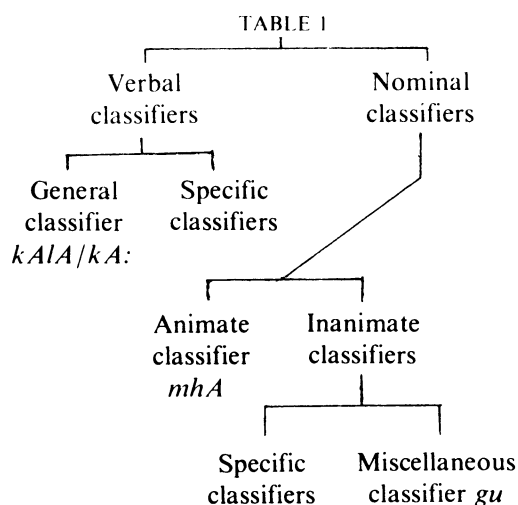 TABLE 1
Verbal
classifiers
Nominal
classifiers
General
classifier
kAlA/kA:
Specific
classifiers
Animate
classifier
mhA
Inanimate
classifiers
Specific
classifiers
Miscellaneous
classifier gu